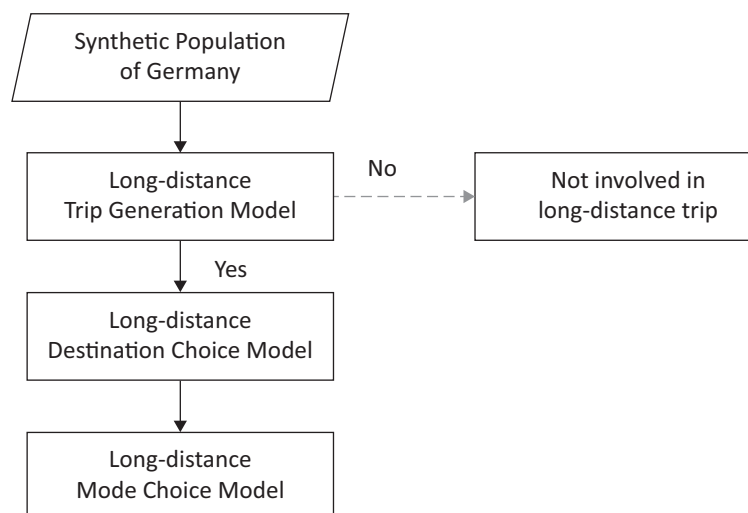 Synthetic Population
of Germany
Long-distance
Trip Generation Model
No
Not involved in
long-distance trip
Yes
Long-distance
Destination Choice Model
Long-distance
Mode Choice Model